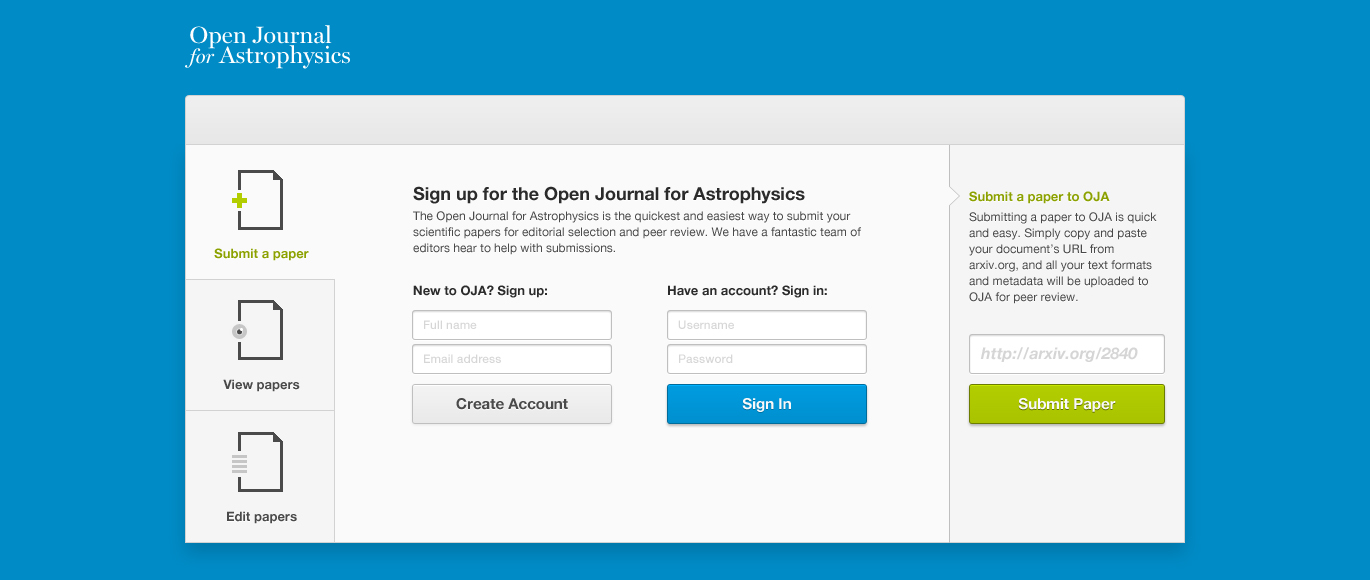 Open Journal
for Astrophysics
Submit a paper
View papers
Edit papers
Sign up for the Open Journal for Astrophysics
The Open Journal for Astrophysics is the quickest and easiest way to submit your
scientific papers for editorial selection and peer review. We have a fantastic team of
editors hear to help with submissions.
New to OJA? Sign up:
Full name
Email address
Create Account
Have an account? Sign in:
Username
Password
Sign In
Submit a paper to OJA
Submitting a paper to OJA is quick
and easy. Simply copy and paste
your document's URL from
arxiv.org, and all your text formats
and metadata will be uploaded to
OJA for peer review.
http://arxiv.org/2840
Submit Paper